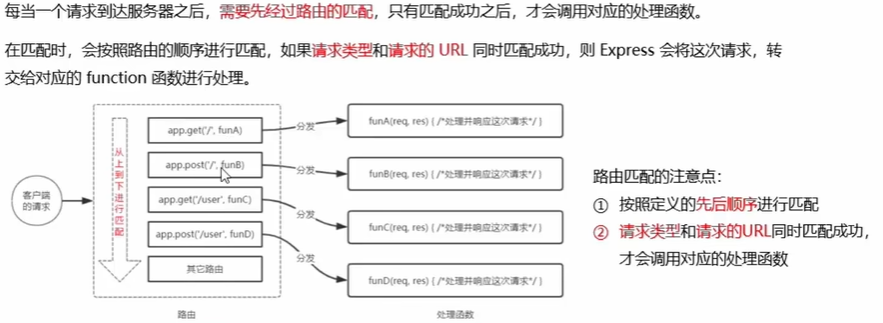 每当一个请求到达服务器之后，需要先经过路由的匹配，只有匹配成功之后，才会调用对应的处理函数。
在匹配时，会按照路由的顺序进行匹配，如果请求类型和请求的 URL 同时匹配成功，则 Express 会将这次请求，转
交给对应的 function 函数进行处理。
客户端
的请求
从上到下进行匹配
app.get('/', funA)
app.post('/', funB)
app.get('/user', funC)
app.post('/user', funD)
其它路由
路由
分发
分发
分发
分发
funA(req, res) { /*处理并响应这次请求*/ }
funB(req, res) { /*处理并响应这次请求*/ }
funC(req, res) { /*处理并响应这次请求*/ }
funD(req, res) { /*处理并响应这次请求*/ }
处理函数
路由匹配的注意点：
① 按照定义的先后顺序进行匹配
② 请求类型和请求的URL同时匹配成功，
才会调用对应的处理函数